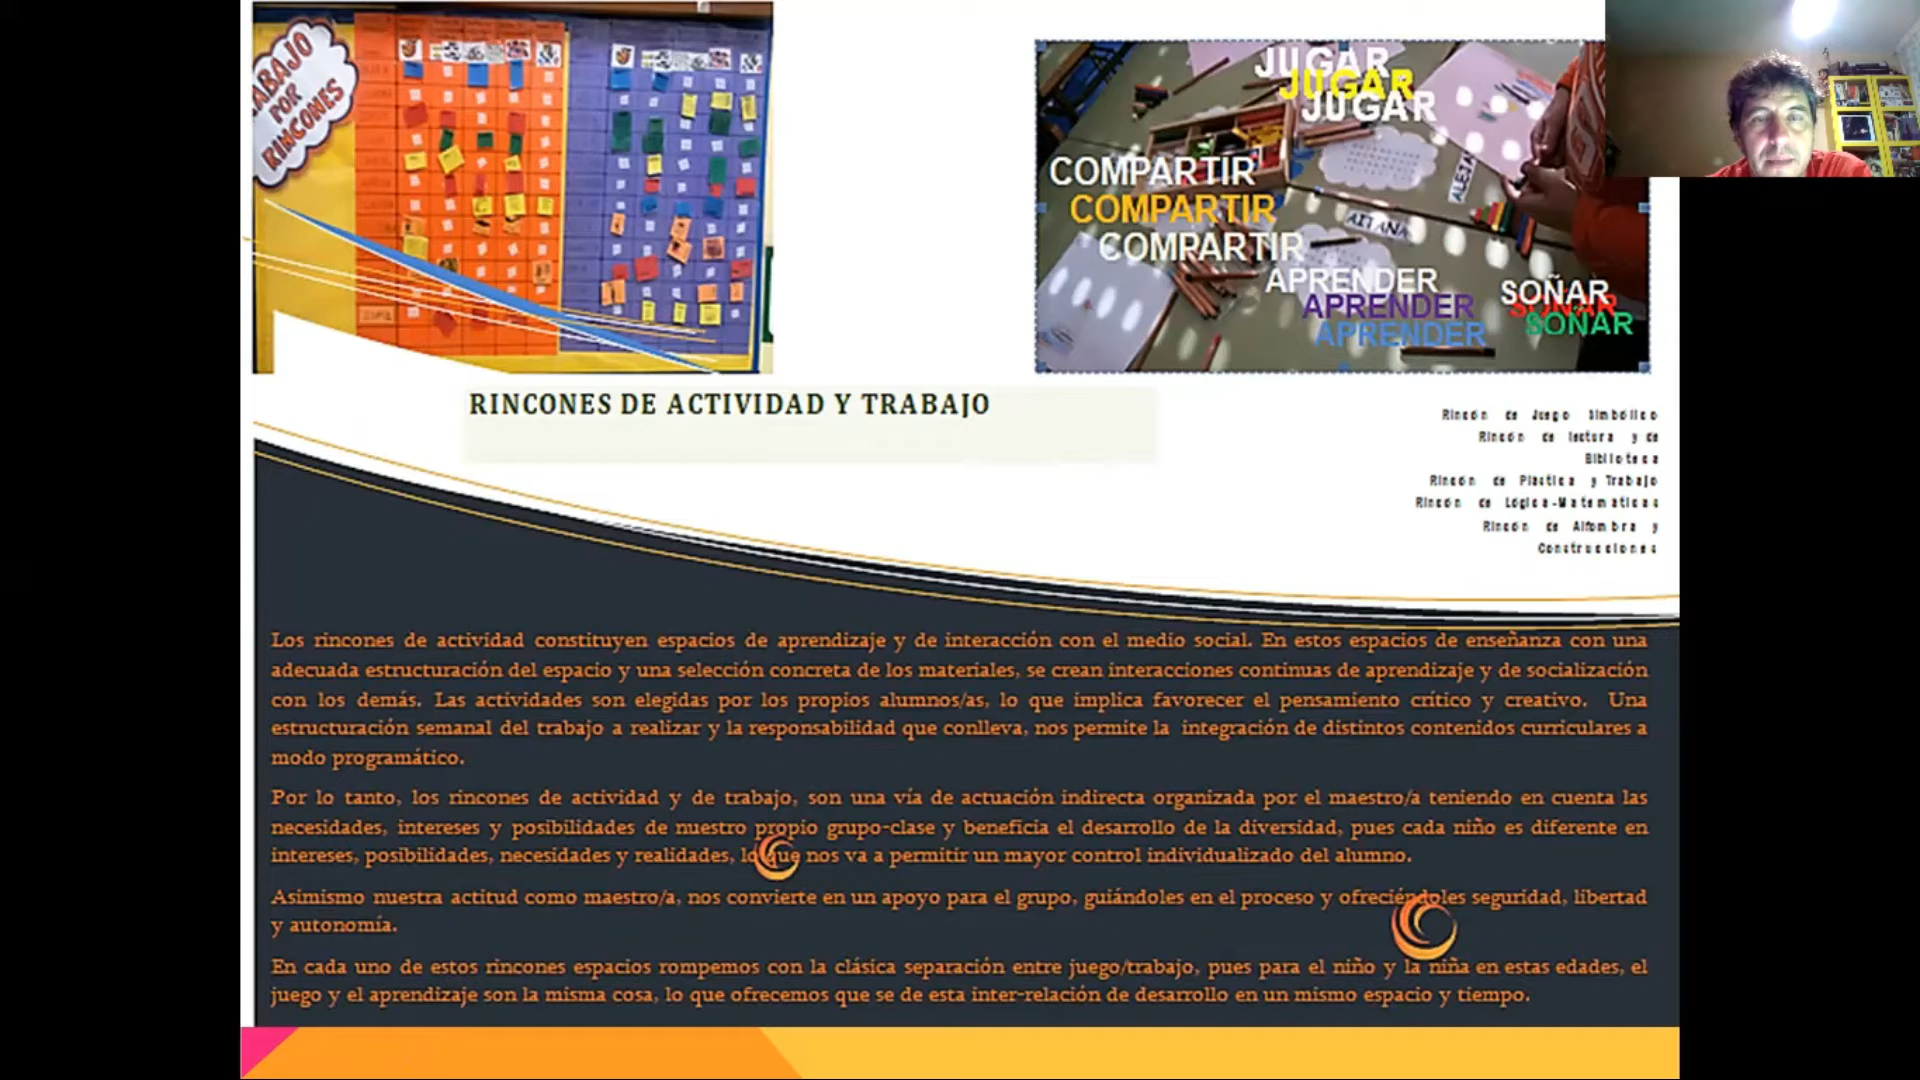 TRABAJO
POR
RINCONES
JUGAR
JUGAR
JUGAR
COMPARTIR
COMPARTIR
COMPARTIR
ALEJA
AITANA
APRENDER
APRENDER
APRENDER
SOÑAR
SOÑAR
SOÑAR
RINCONES DE ACTIVIDAD Y TRABAJO
Rincón de Juego Simbólico
Rincón de lectura y de
Biblioteca
Rincón de Plástica y Trabajo
Rincón de Lógica-Matemáticas
Rincón de Alfombra y
Construcciones
Los rincones de actividad constituyen espacios de aprendizaje y de interacción con el medio social. En estos espacios de enseñanza con una
adecuada estructuración del espacio y una selección concreta de los materiales, se crean interacciones continuas de aprendizaje y de socialización
con los demás. Las actividades son elegidas por los propios alumnos/as, lo que implica favorecer el pensamiento crítico y creativo. Una
estructuración semanal del trabajo a realizar y la responsabilidad que conlleva, nos permite la integración de distintos contenidos curriculares a
modo programático.
Por lo tanto, los rincones de actividad y de trabajo, son una vía de actuación indirecta organizada por el maestro/a teniendo en cuenta las
necesidades, intereses y posibilidades de nuestro propio grupo-clase y beneficia el desarrollo de la diversidad, pues cada niño es diferente en
intereses, posibilidades, necesidades y realidades, lo que nos va a permitir un mayor control individualizado del alumno.
Asimismo nuestra actitud como maestro/a, nos convierte en un apoyo para el grupo, guiándoles en el proceso y ofreciéndoles seguridad, libertad
y autonomía.
En cada uno de estos rincones espacios rompemos con la clásica separación entre juego/trabajo, pues para el niño y la niña en estas edades, el
juego y el aprendizaje son la misma cosa, lo que ofrecemos que se de esta inter-relación de desarrollo en un mismo espacio y tiempo.